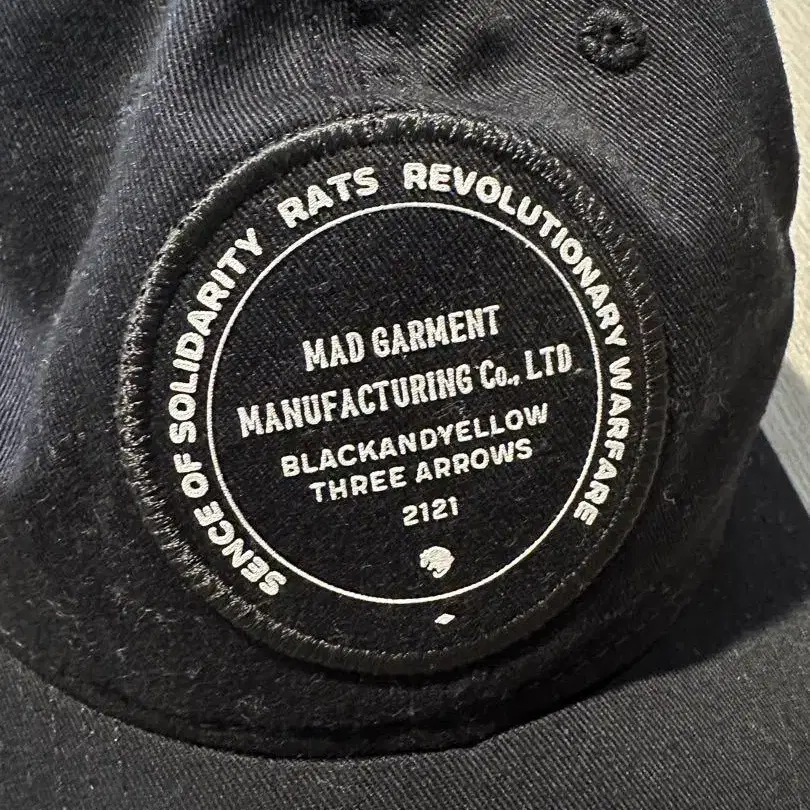 SENCE OF SOLIDARITY RATS REVOLUTIONARY WARFARE
MAD GARMENT
MANUFACTURING Co., LTD
BLACKANDYELLOW
THREE ARROWS
2121